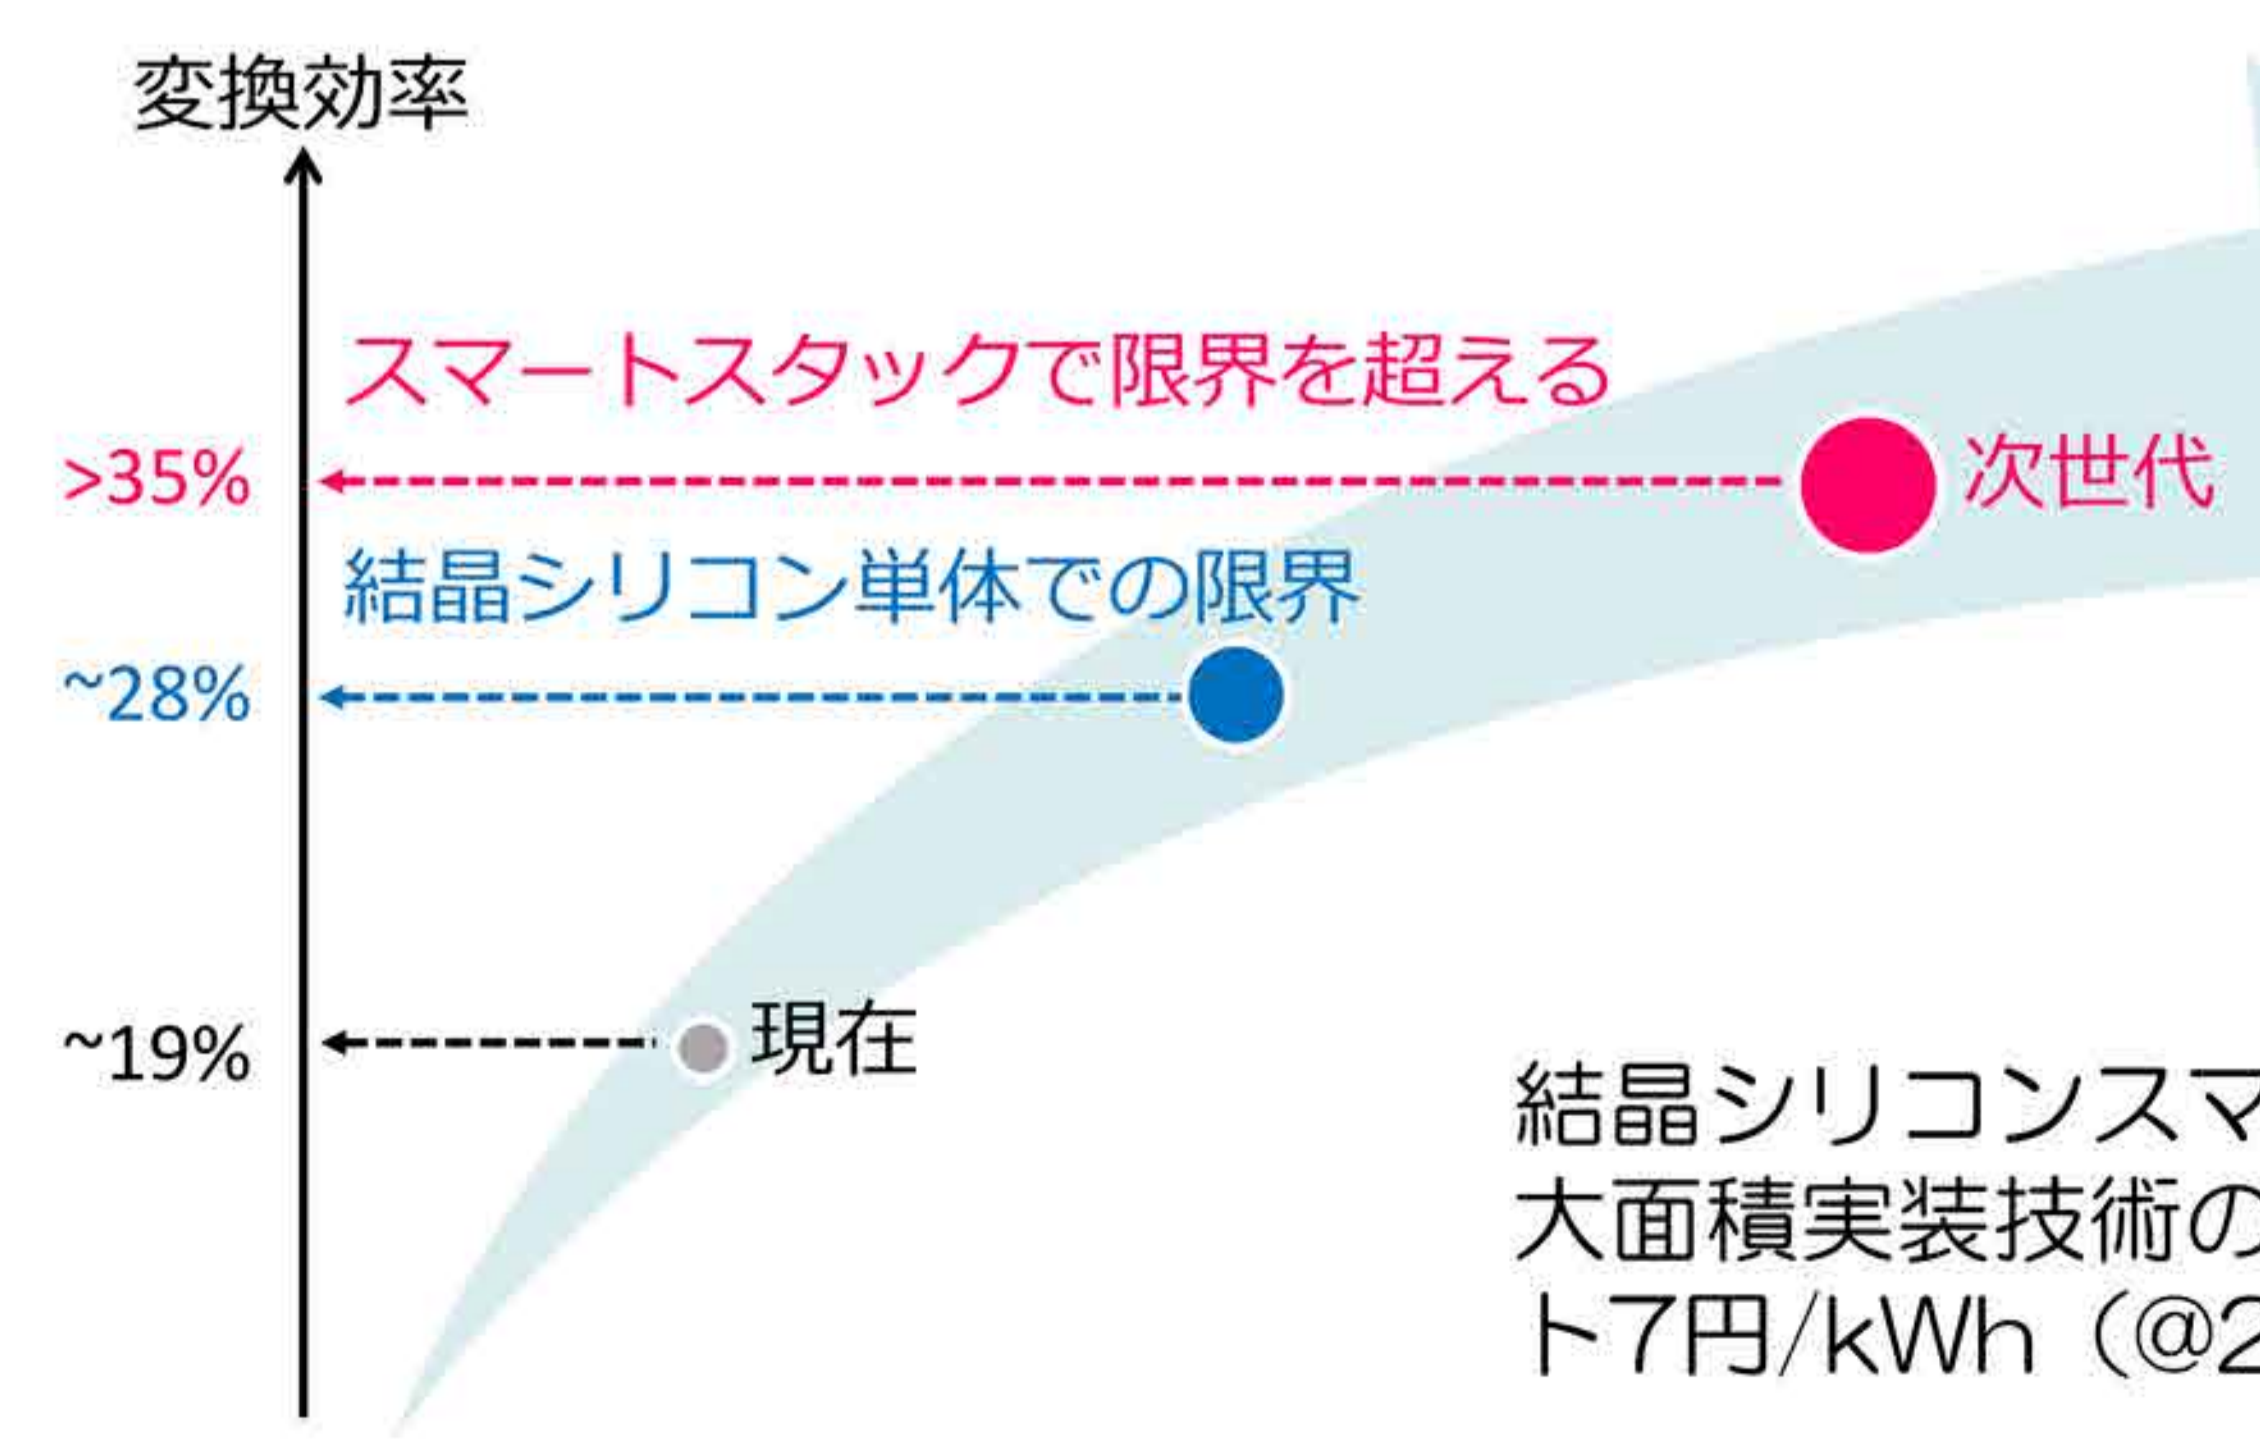 変換効率
スマートスタックで限界を超える
>35%
次世代
結晶シリコン単体での限界
~28%
~19%
現在
結晶シリコンスマ
大面積実装技術の
ト7円/kWh（@2